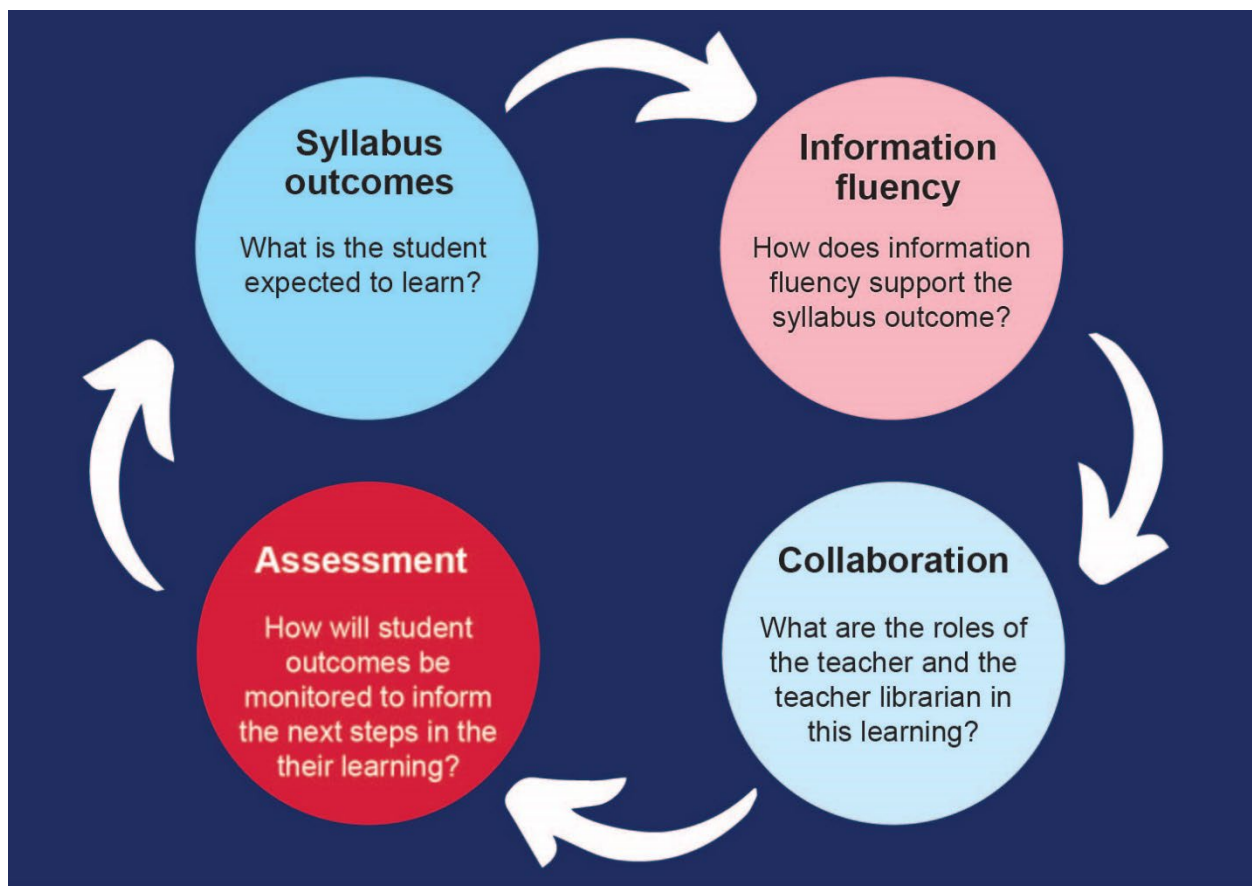 Syllabus
outcomes
What is the student
expected to learn?
Information
fluency
How does information
fluency support the
syllabus outcome?
Collaboration
What are the roles of
the teacher and the
teacher librarian in
this learning?
Assessment
How will student
outcomes be
monitored to inform
the next steps in the
their learning?